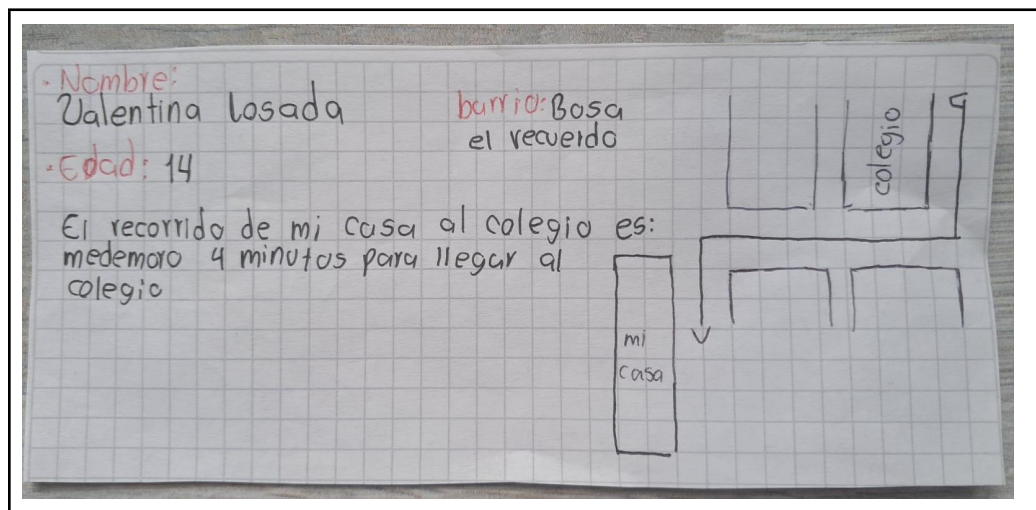 · Nombre:
Valentina Losada
barrio: Bosa
el recuerdo
· Edad: 14
El recorrido de mi casa al colegio es:
medemoro 4 minutos para llegar al
colegio
colegio
mi
casa